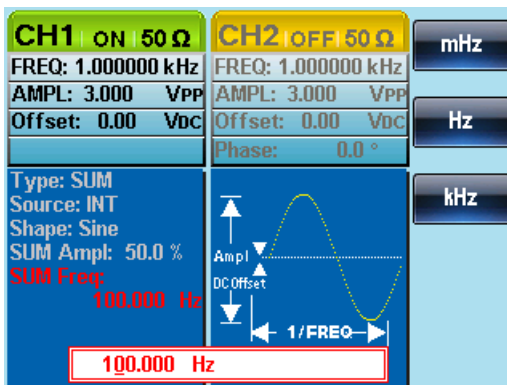 CH1 ON 50 Ω
FREQ: 1.000000 kHz
AMPL: 3.000 VPP
Offset: 0.00 VDC
CH2 OFF 50 Ω
FREQ: 1.000000 kHz
AMPL: 3.000 VPP
Offset: 0.00 VDC
Phase: 0.0 °
mHz
Hz
kHz
Type: SUM
Source: INT
Shape: Sine
SUM Ampl: 50.0 %
SUM Freq:
100.000 Hz
Ampl
DC Offset
1/FREQ
100.000 Hz